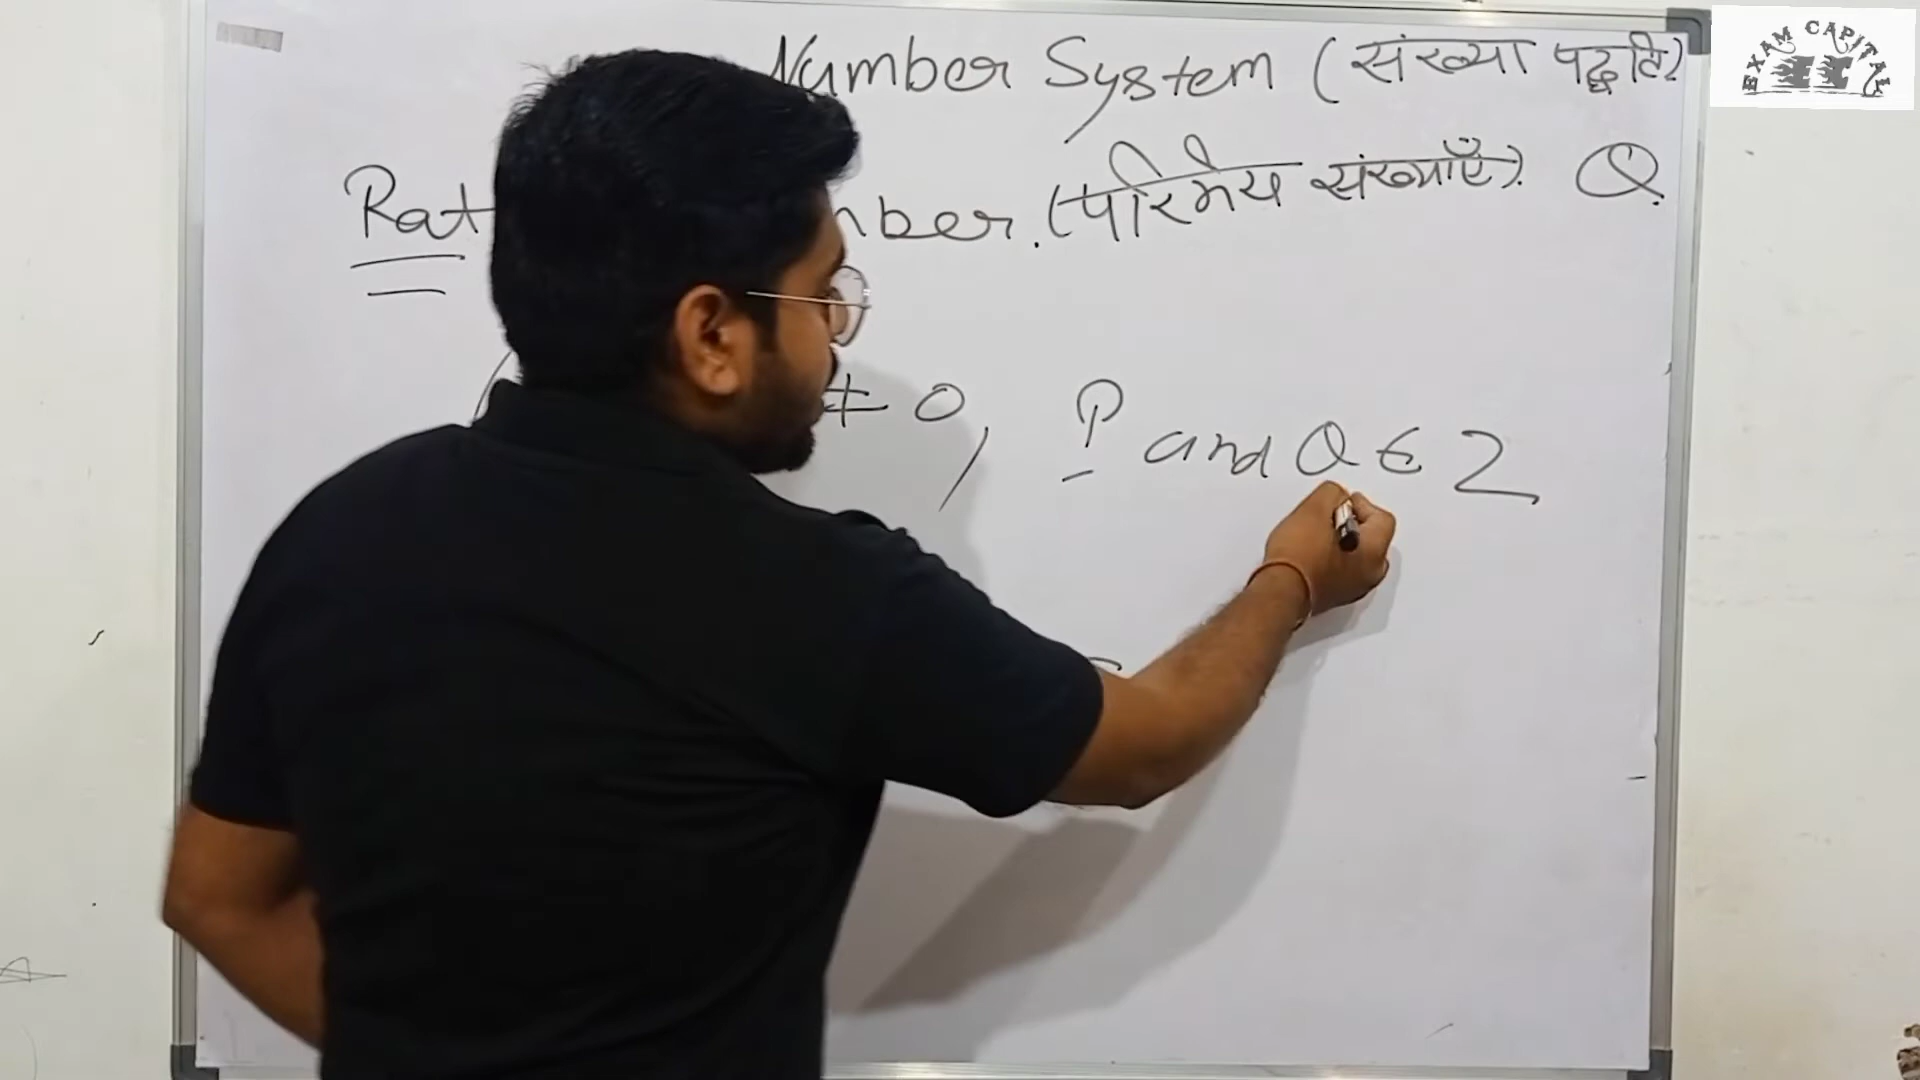 EXAM CAPITAL
Number System (संख्या पद्धति)
Rat nber. (परिमेय संख्याएँ). Q.
≠ 0, P and Q ∈ Z